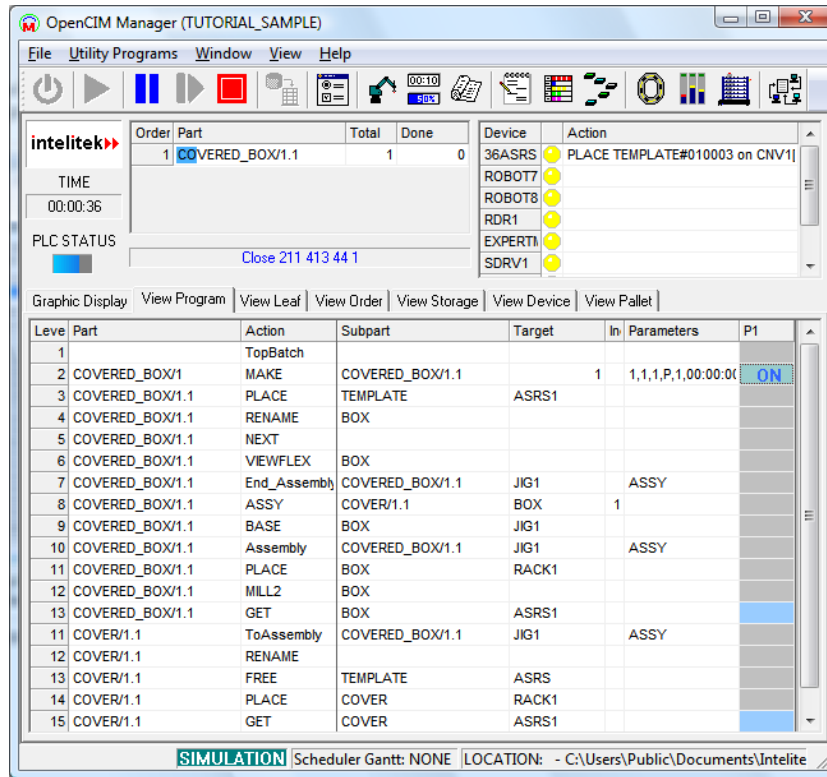 OpenCIM Manager (TUTORIAL_SAMPLE)
File Utility Programs Window View Help
00:10
50%
intelitek
TIME
00:00:36
PLC STATUS
Order Part Total Done
1 COVERED_BOX/1.1 1 0
Close 211 413 44 1
Device Action
36ASRS PLACE TEMPLATE#010003 on CNV1[
ROBOT7
ROBOT8
RDR1
EXPERTM
SDRV1
Graphic Display View Program View Leaf View Order View Storage View Device View Pallet
Leve Part Action Subpart Target In Parameters P1
1 TopBatch
2 COVERED_BOX/1 MAKE COVERED_BOX/1.1 1 1,1,1,P,1,00:00:00 ON
3 COVERED_BOX/1.1 PLACE TEMPLATE ASRS1
4 COVERED_BOX/1.1 RENAME BOX
5 COVERED_BOX/1.1 NEXT
6 COVERED_BOX/1.1 VIEWFLEX BOX
7 COVERED_BOX/1.1 End_Assembly COVERED_BOX/1.1 JIG1 ASSY
8 COVERED_BOX/1.1 ASSY COVER/1.1 BOX 1
9 COVERED_BOX/1.1 BASE BOX JIG1
10 COVERED_BOX/1.1 Assembly COVERED_BOX/1.1 JIG1 ASSY
11 COVERED_BOX/1.1 PLACE BOX RACK1
12 COVERED_BOX/1.1 MILL2 BOX
13 COVERED_BOX/1.1 GET BOX ASRS1
11 COVER/1.1 ToAssembly COVERED_BOX/1.1 JIG1 ASSY
12 COVER/1.1 RENAME
13 COVER/1.1 FREE TEMPLATE ASRS
14 COVER/1.1 PLACE COVER RACK1
15 COVER/1.1 GET COVER ASRS1
SIMULATION Scheduler Gantt: NONE LOCATION: - C:\Users\Public\Documents\Intelite